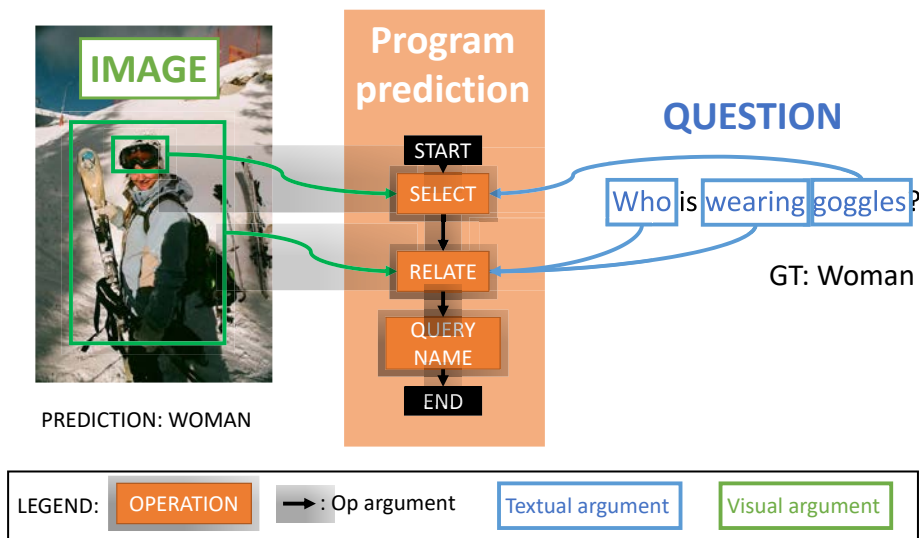 IMAGE
Program
prediction
QUESTION
START
SELECT
Who is wearing goggles?
RELATE
GT: Woman
QUERY
NAME
END
PREDICTION: WOMAN
LEGEND: OPERATION : Op argument Textual argument Visual argument